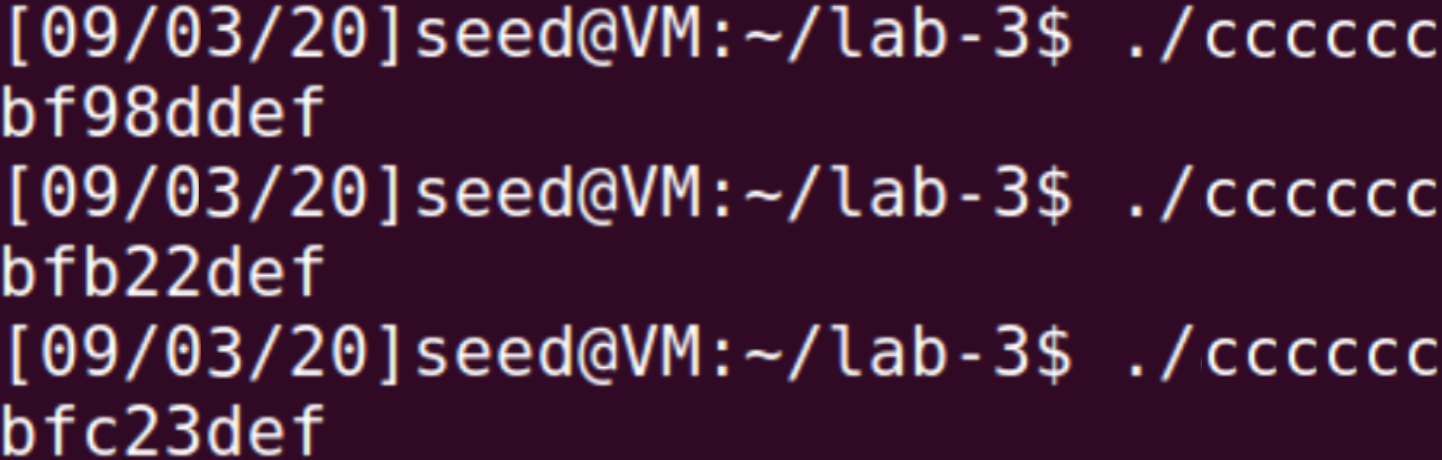 [09/03/20]seed@VM:~/lab-3$ ./cccccc
bf98ddef
[09/03/20]seed@VM:~/lab-3$ ./cccccc
bfb22def
[09/03/20]seed@VM:~/lab-3$ ./cccccc
bfc23def